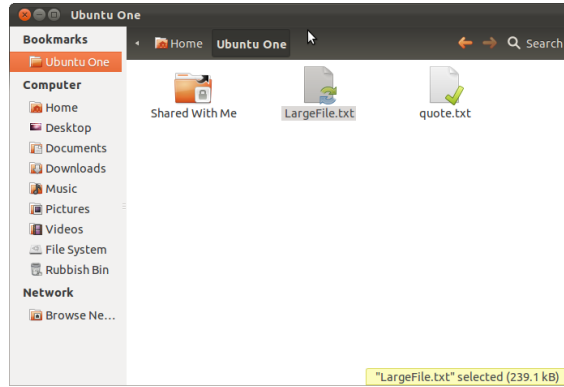 Ubuntu One
Bookmarks
Ubuntu One
Computer
Home
Desktop
Documents
Downloads
Music
Pictures
Videos
File System
Rubbish Bin
Network
Browse Ne...
Home Ubuntu One Search
Shared With Me LargeFile.txt quote.txt
"LargeFile.txt" selected (239.1 kB)